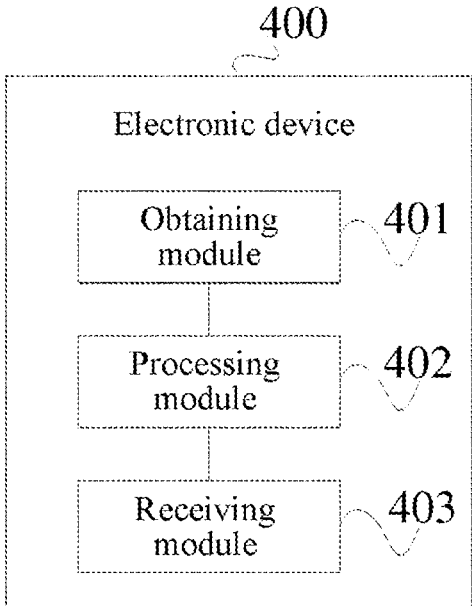 400
Electronic device
Obtaining
module
401
Processing
module
402
Receiving
module
403